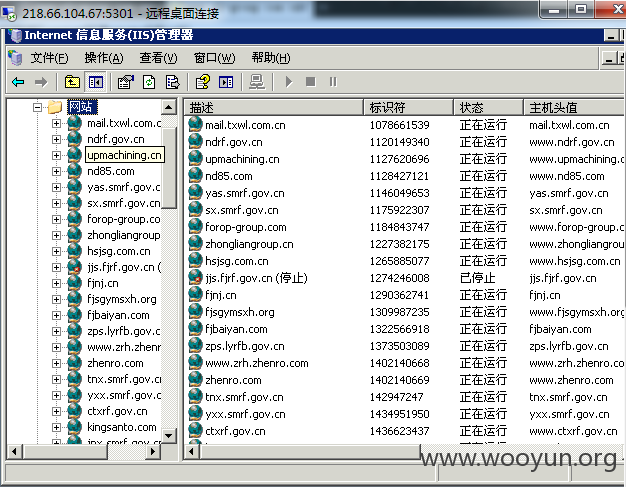 218.66.104.67:5301 - 远程桌面连接
Internet 信息服务(IIS)管理器
文件(F) 操作(A) 查看(V) 窗口(W) 帮助(H)
网站
mail.txwl.com.c
ndrf.gov.cn
upmachining.cn
nd85.com
yas.smrf.gov.cn
sx.smrf.gov.cn
forop-group.com
zhongliangroup
hsjsg.com.cn
jjs.fjrf.gov.cn (
fjnj.cn
fjsgymsxh.org
fjbaiyan.com
zps.lyrfb.gov.c
www.zrh.zhenr
zhenro.com
tnx.smrf.gov.cn
yxx.smrf.gov.cn
ctxrf.gov.cn
kingsanto.com
jnx.smrf.gov.cn
描述 标识符 状态 主机头值
mail.txwl.com.cn 1078661539 正在运行 www.txwl.com.cn
ndrf.gov.cn 1120149340 正在运行 www.ndrf.gov.cn
upmachining.cn 1127620696 正在运行 www.upmachining
nd85.com 1128427121 正在运行 www.nd85.com
yas.smrf.gov.cn 1146049653 正在运行 yas.smrf.gov.cn
sx.smrf.gov.cn 1175922307 正在运行 sx.smrf.gov.cn
forop-group.com 1184843747 正在运行 www.forop-group.c
zhongliangroup.cn 1227382175 正在运行 www.zhongliangro
hsjsg.com.cn 1265885077 正在运行 www.hsjsg.com.cn
jjs.fjrf.gov.cn (停止) 1274246008 已停止 jjs.fjrf.gov.cn
fjnj.cn 1290362741 正在运行 www.fjnj.cn
fjsgymsxh.org 1309987235 正在运行 www.fjsgymsxh.or
fjbaiyan.com 1322566918 正在运行 www.fjbaiyan.com
zps.lyrfb.gov.cn 1373503089 正在运行 zps.lyrfb.gov.cn
www.zrh.zhenro.com 1402140668 正在运行 www.zrh.zhenro.c
zhenro.com 1402140669 正在运行 www.zhenro.com
tnx.smrf.gov.cn 142947247 正在运行 tnx.smrf.gov.cn
yxx.smrf.gov.cn 1434951950 正在运行 yxx.smrf.gov.cn
ctxrf.gov.cn 1436623437 正在运行 www.ctxrf.gov.cn
www.wooyun.org